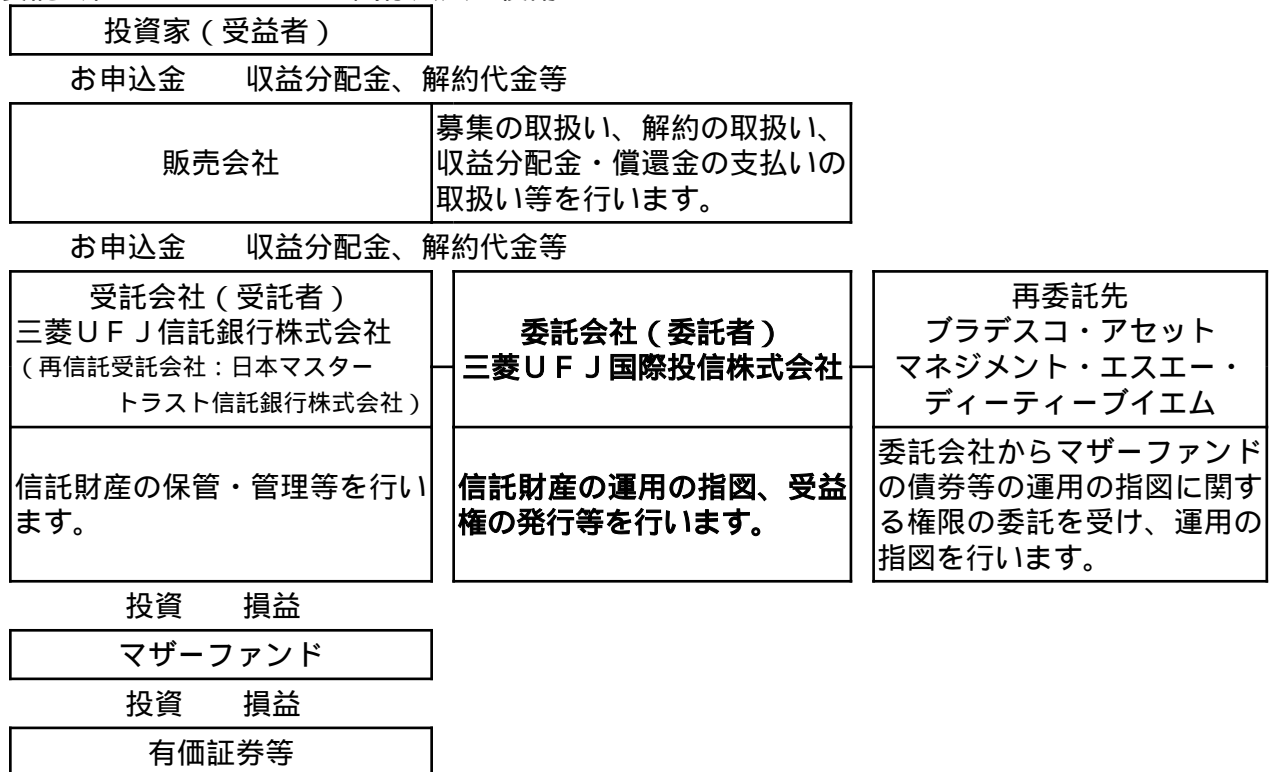 投資家（受益者）
お申込金　　収益分配金、解約代金等
販売会社
募集の取扱い、解約の取扱い、
収益分配金・償還金の支払いの
取扱い等を行います。
お申込金　　収益分配金、解約代金等
受託会社（受託者）
三菱ＵＦＪ信託銀行株式会社
（再信託受託会社：日本マスター
トラスト信託銀行株式会社）
委託会社（委託者）
三菱ＵＦＪ国際投信株式会社
再委託先
ブラデスコ・アセット
マネジメント・エスエー・
ディーティーブイエム
信託財産の保管・管理等を行い
ます。
信託財産の運用の指図、受益
権の発行等を行います。
委託会社からマザーファンド
の債券等の運用の指図に関す
る権限の委託を受け、運用の
指図を行います。
投資　　損益
マザーファンド
投資　　損益
有価証券等